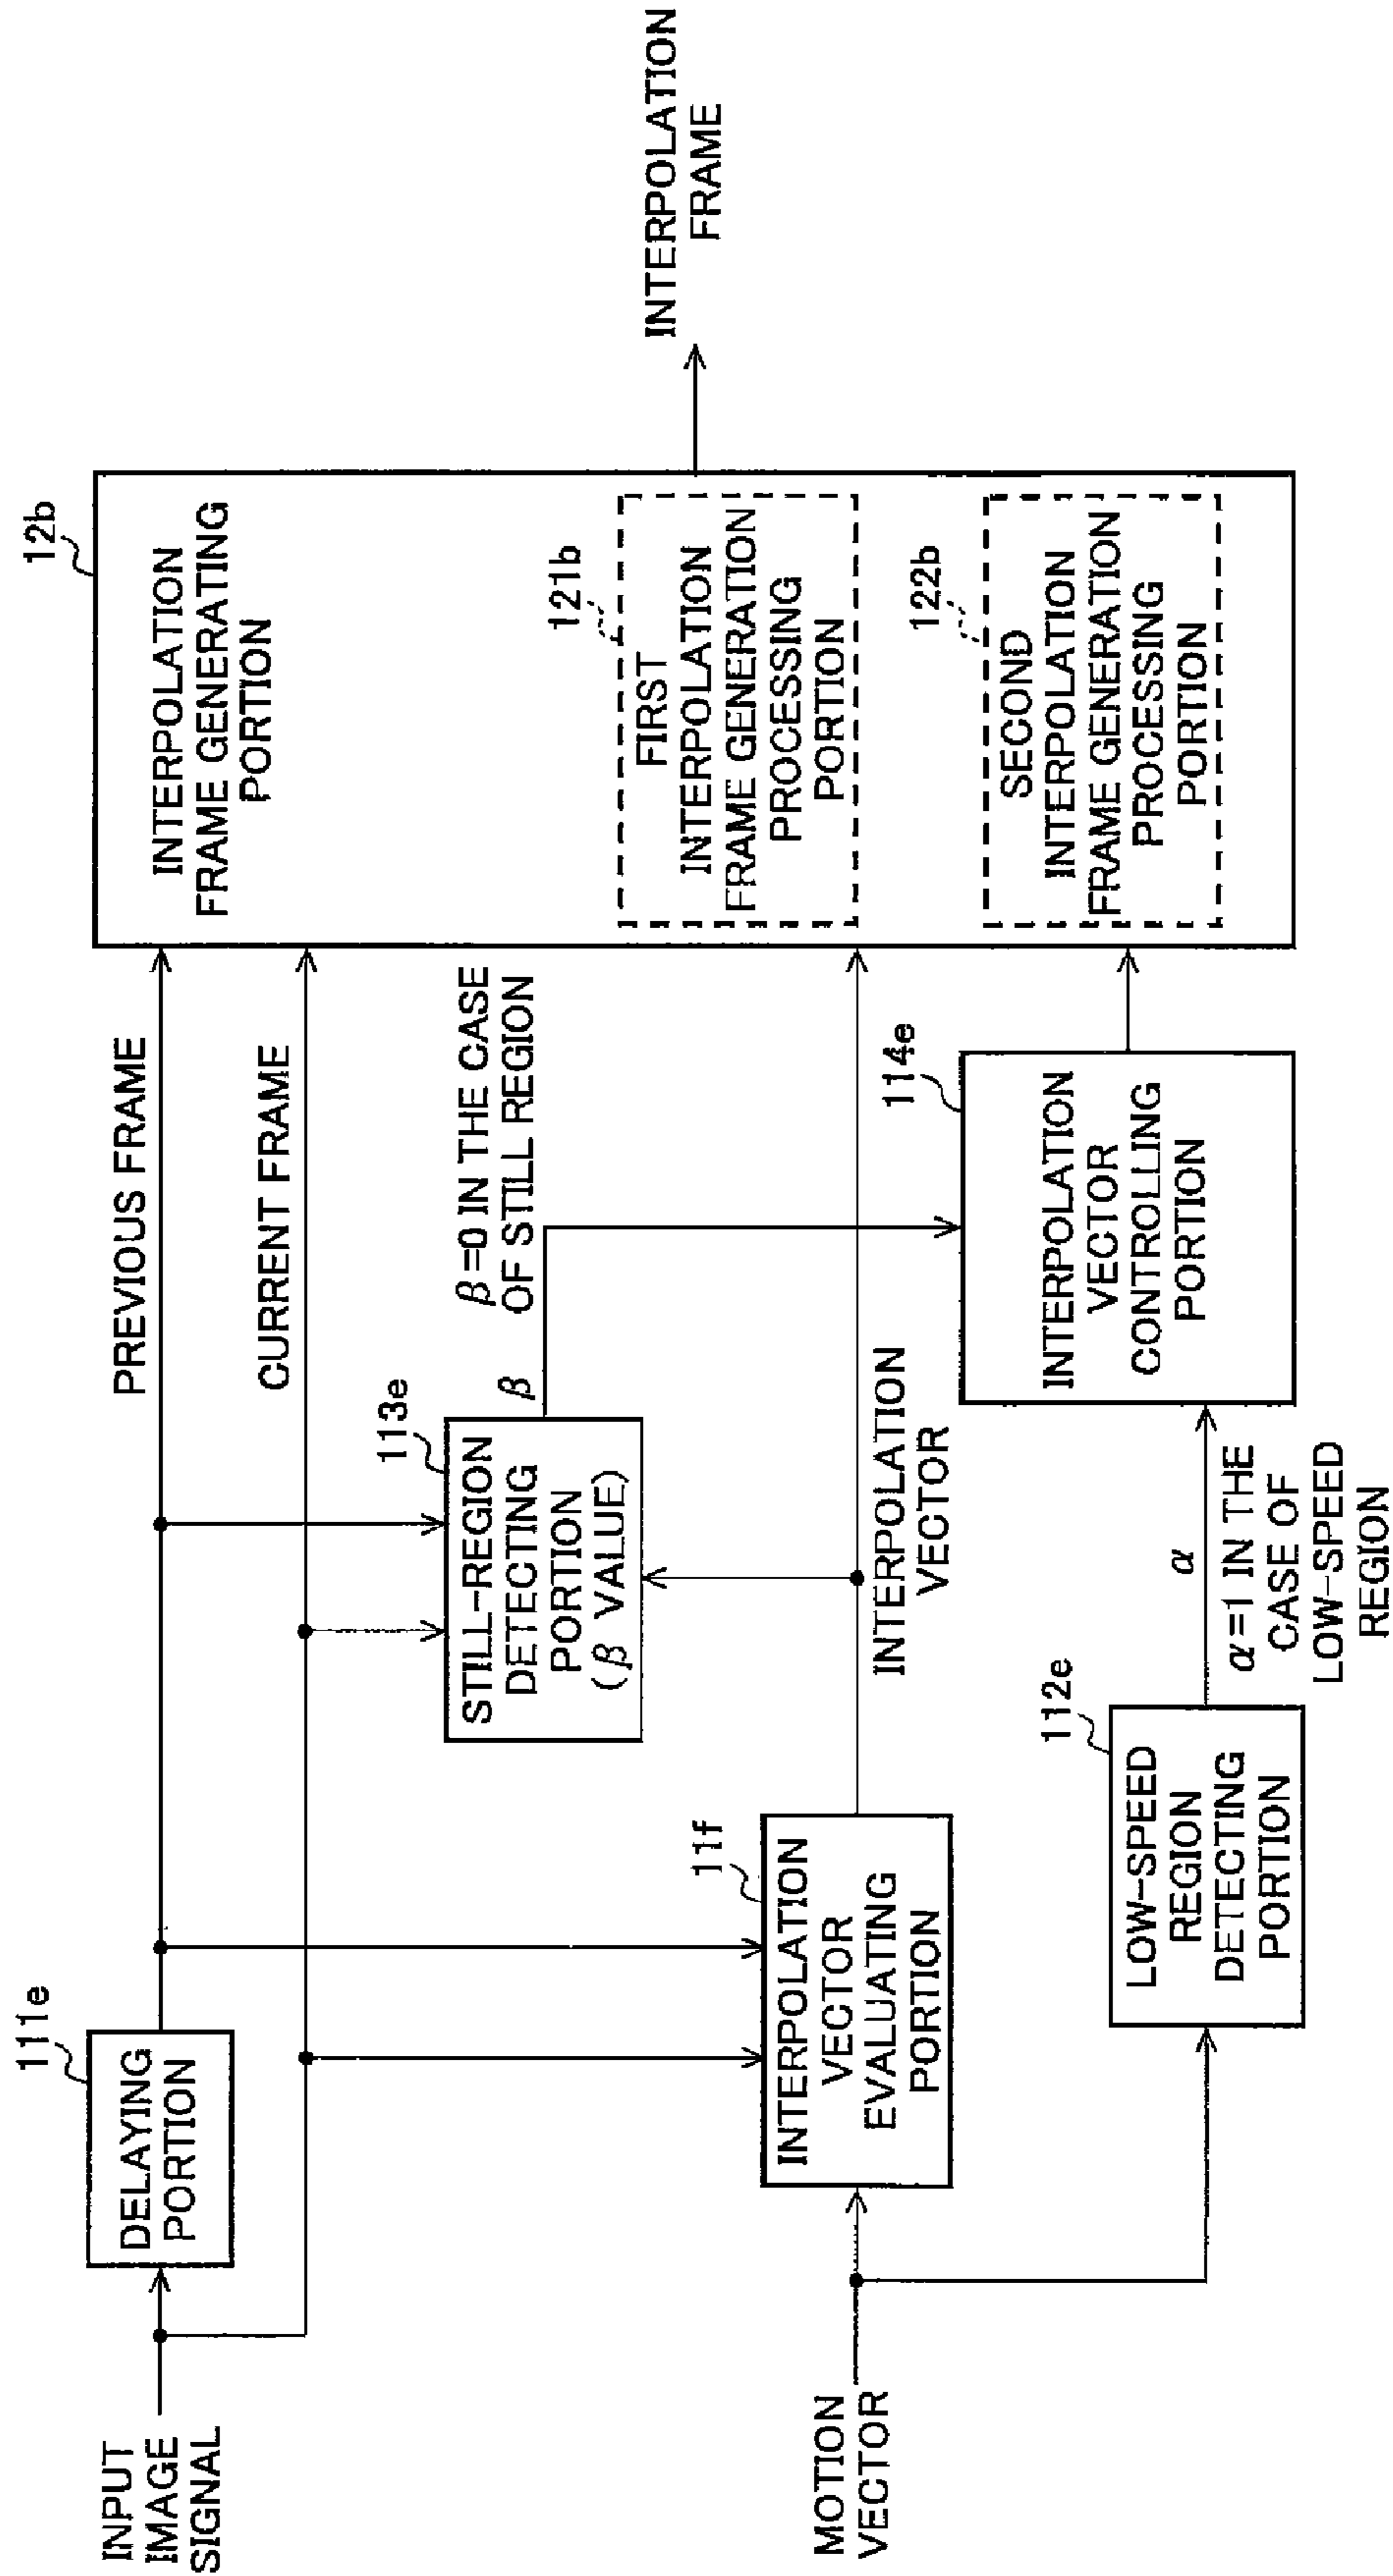 INPUT
IMAGE
SIGNAL
111e
DELAYING
PORTION
PREVIOUS FRAME
CURRENT FRAME
12b
INTERPOLATION
FRAME GENERATING
PORTION
113e
STILL-REGION
DETECTING
PORTION
(β VALUE)
β
β=0 IN THE CASE
OF STILL REGION
121b
FIRST
INTERPOLATION
FRAME GENERATION
PROCESSING
PORTION
INTERPOLATION
FRAME
MOTION
VECTOR
11f
INTERPOLATION
VECTOR
EVALUATING
PORTION
INTERPOLATION
VECTOR
114e
INTERPOLATION
VECTOR
CONTROLLING
PORTION
122b
SECOND
INTERPOLATION
FRAME GENERATION
PROCESSING
PORTION
112e
LOW-SPEED
REGION
DETECTING
PORTION
α
α=1 IN THE
CASE OF
LOW-SPEED
REGION